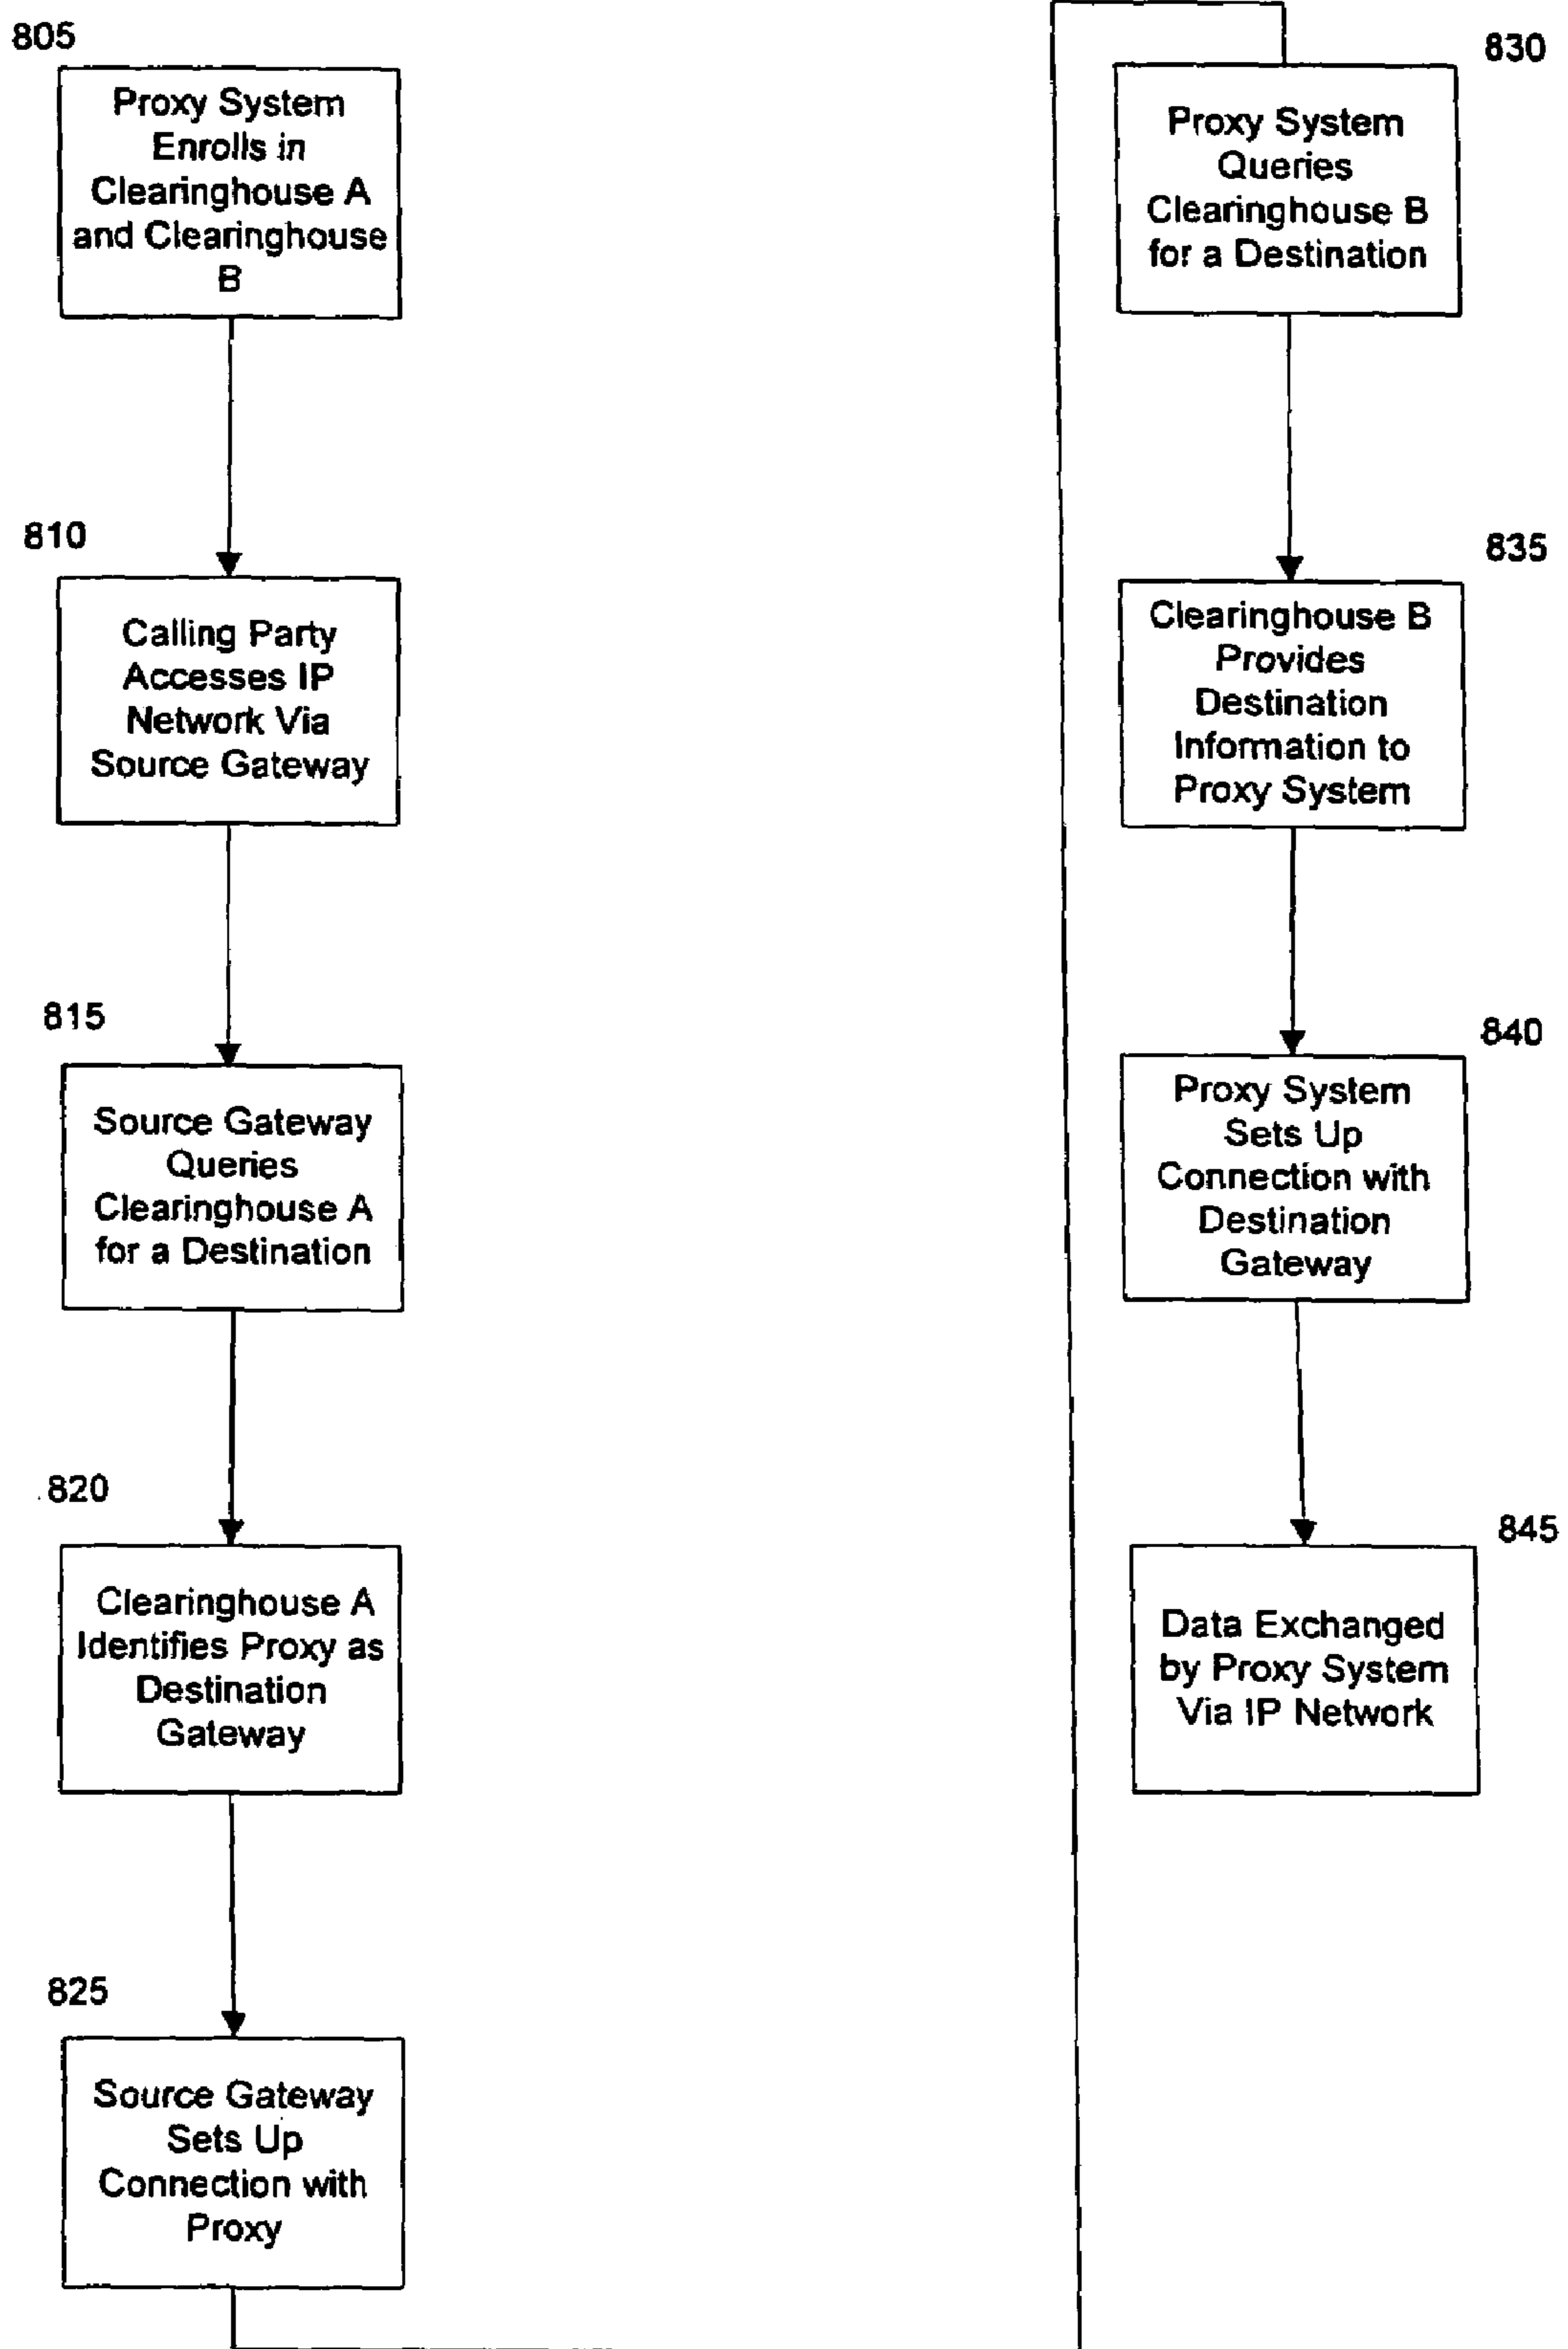 805
Proxy System
Enrolls in
Clearinghouse A
and Clearinghouse
B
810
Calling Party
Accesses IP
Network Via
Source Gateway
815
Source Gateway
Queries
Clearinghouse A
for a Destination
820
Clearinghouse A
Identifies Proxy as
Destination
Gateway
825
Source Gateway
Sets Up
Connection with
Proxy
830
Proxy System
Queries
Clearinghouse B
for a Destination
835
Clearinghouse B
Provides
Destination
Information to
Proxy System
840
Proxy System
Sets Up
Connection with
Destination
Gateway
845
Data Exchanged
by Proxy System
Via IP Network